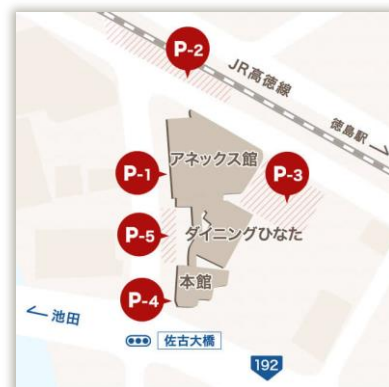 P-2
JR高徳線
徳島駅
アネックス館
P-1
P-3
P-5
ダイニングひなた
本館
P-4
池田
佐古大橋
192